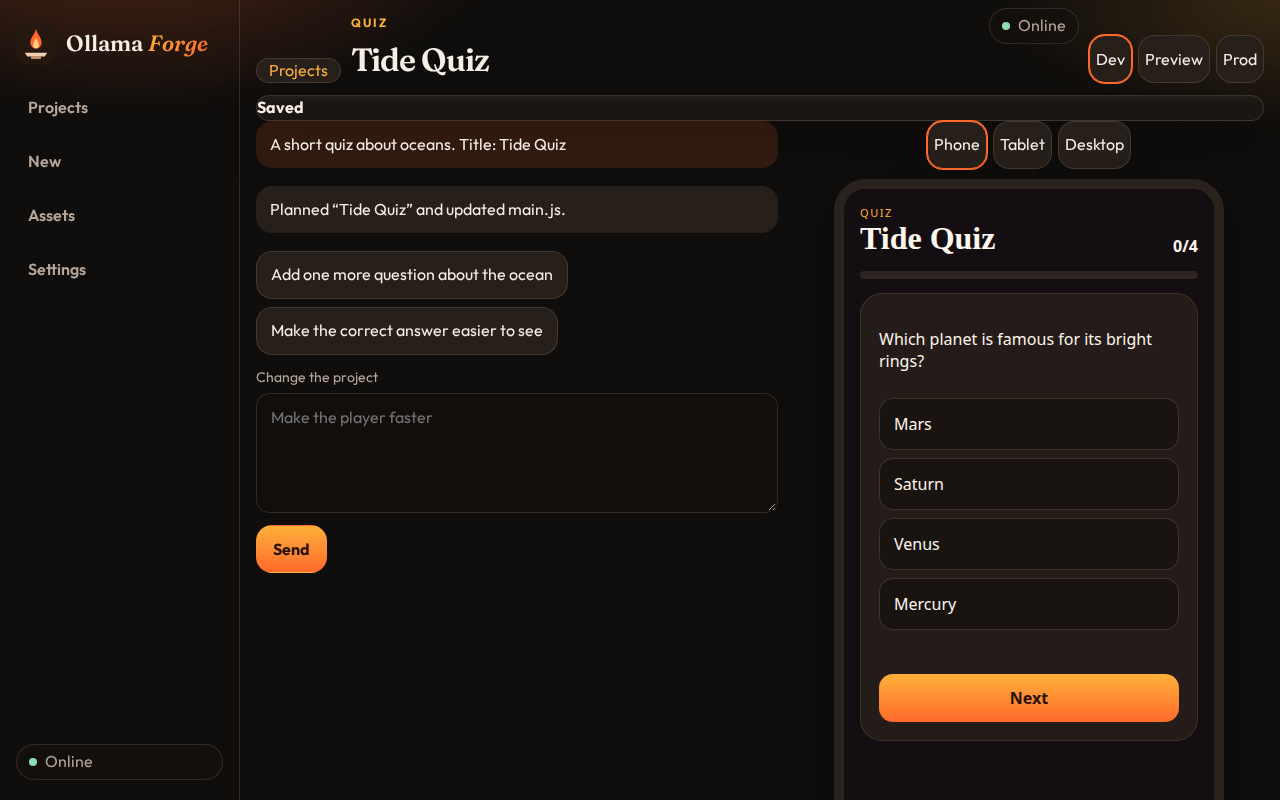 Ollama Forge
Projects
New
Assets
Settings
Online
QUIZ
Projects
Tide Quiz
Online
Dev
Preview
Prod
Saved
A short quiz about oceans. Title: Tide Quiz
Planned “Tide Quiz” and updated main.js.
Add one more question about the ocean
Make the correct answer easier to see
Change the project
Make the player faster
Send
Phone
Tablet
Desktop
QUIZ
Tide Quiz
0/4
Which planet is famous for its bright
rings?
Mars
Saturn
Venus
Mercury
Next